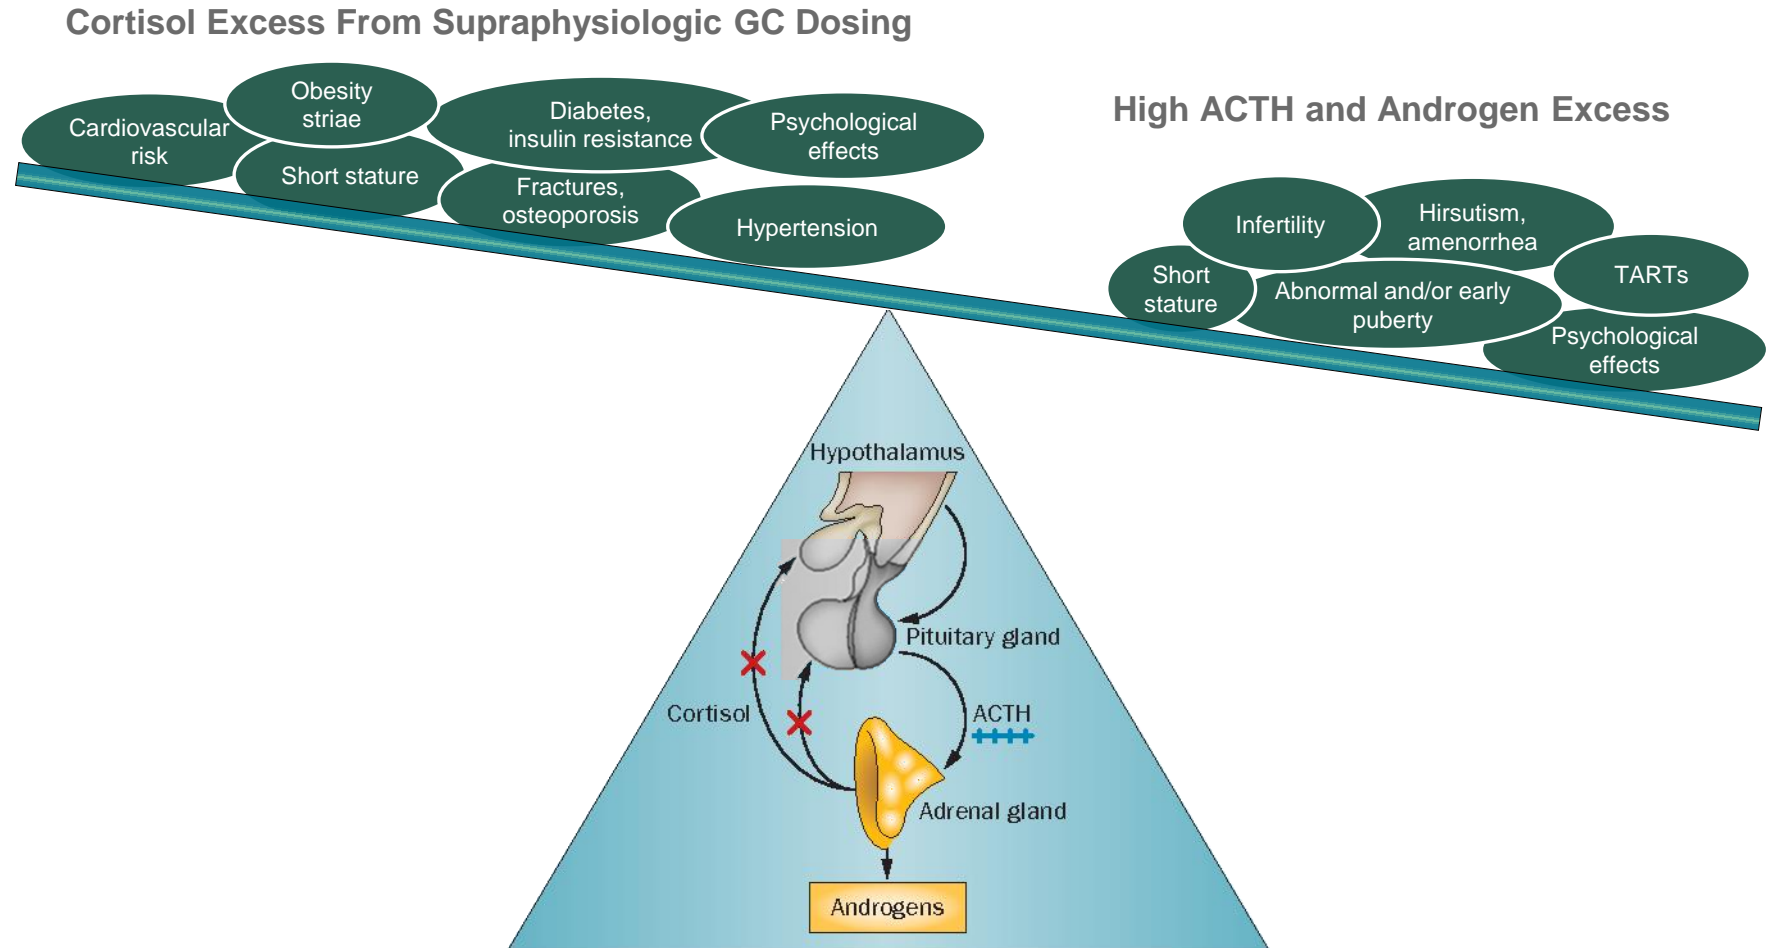 Cortisol Excess From Supraphysiologic GC Dosing
Cardiovascular
risk
Obesity
striae
Short stature
Diabetes,
insulin resistance
Fractures,
osteoporosis
Psychological
effects
Hypertension
High ACTH and Androgen Excess
Short
stature
Infertility
Hirsutism,
amenorrhea
Abnormal and/or early
puberty
TARTs
Psychological
effects
Hypothalamus
Pituitary gland
Cortisol
ACTH
Adrenal gland
Androgens